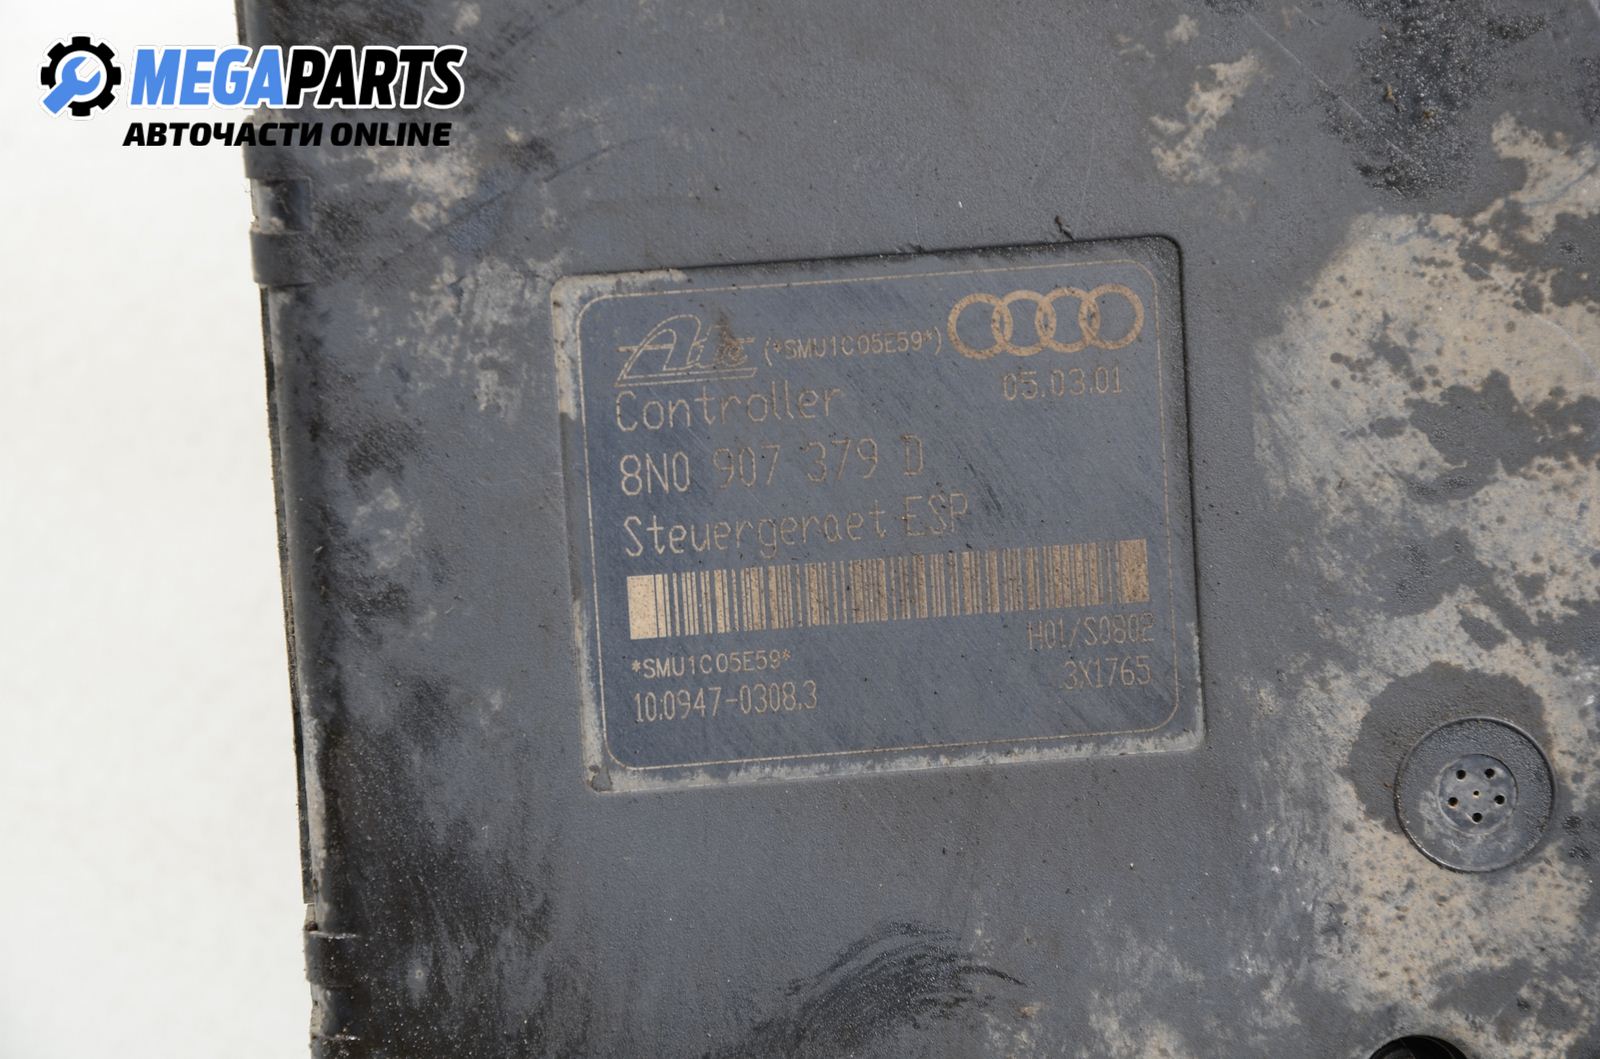 MEGAPARTS
АВТОЧАСТИ ONLINE
Ate (*SMU1C05E59*)
05.03.01
Controller
8N0 907 379 D
Steuergeraet ESP
H01/S0802
*SMU1C05E59*
3X1765
10.0947-0308.3